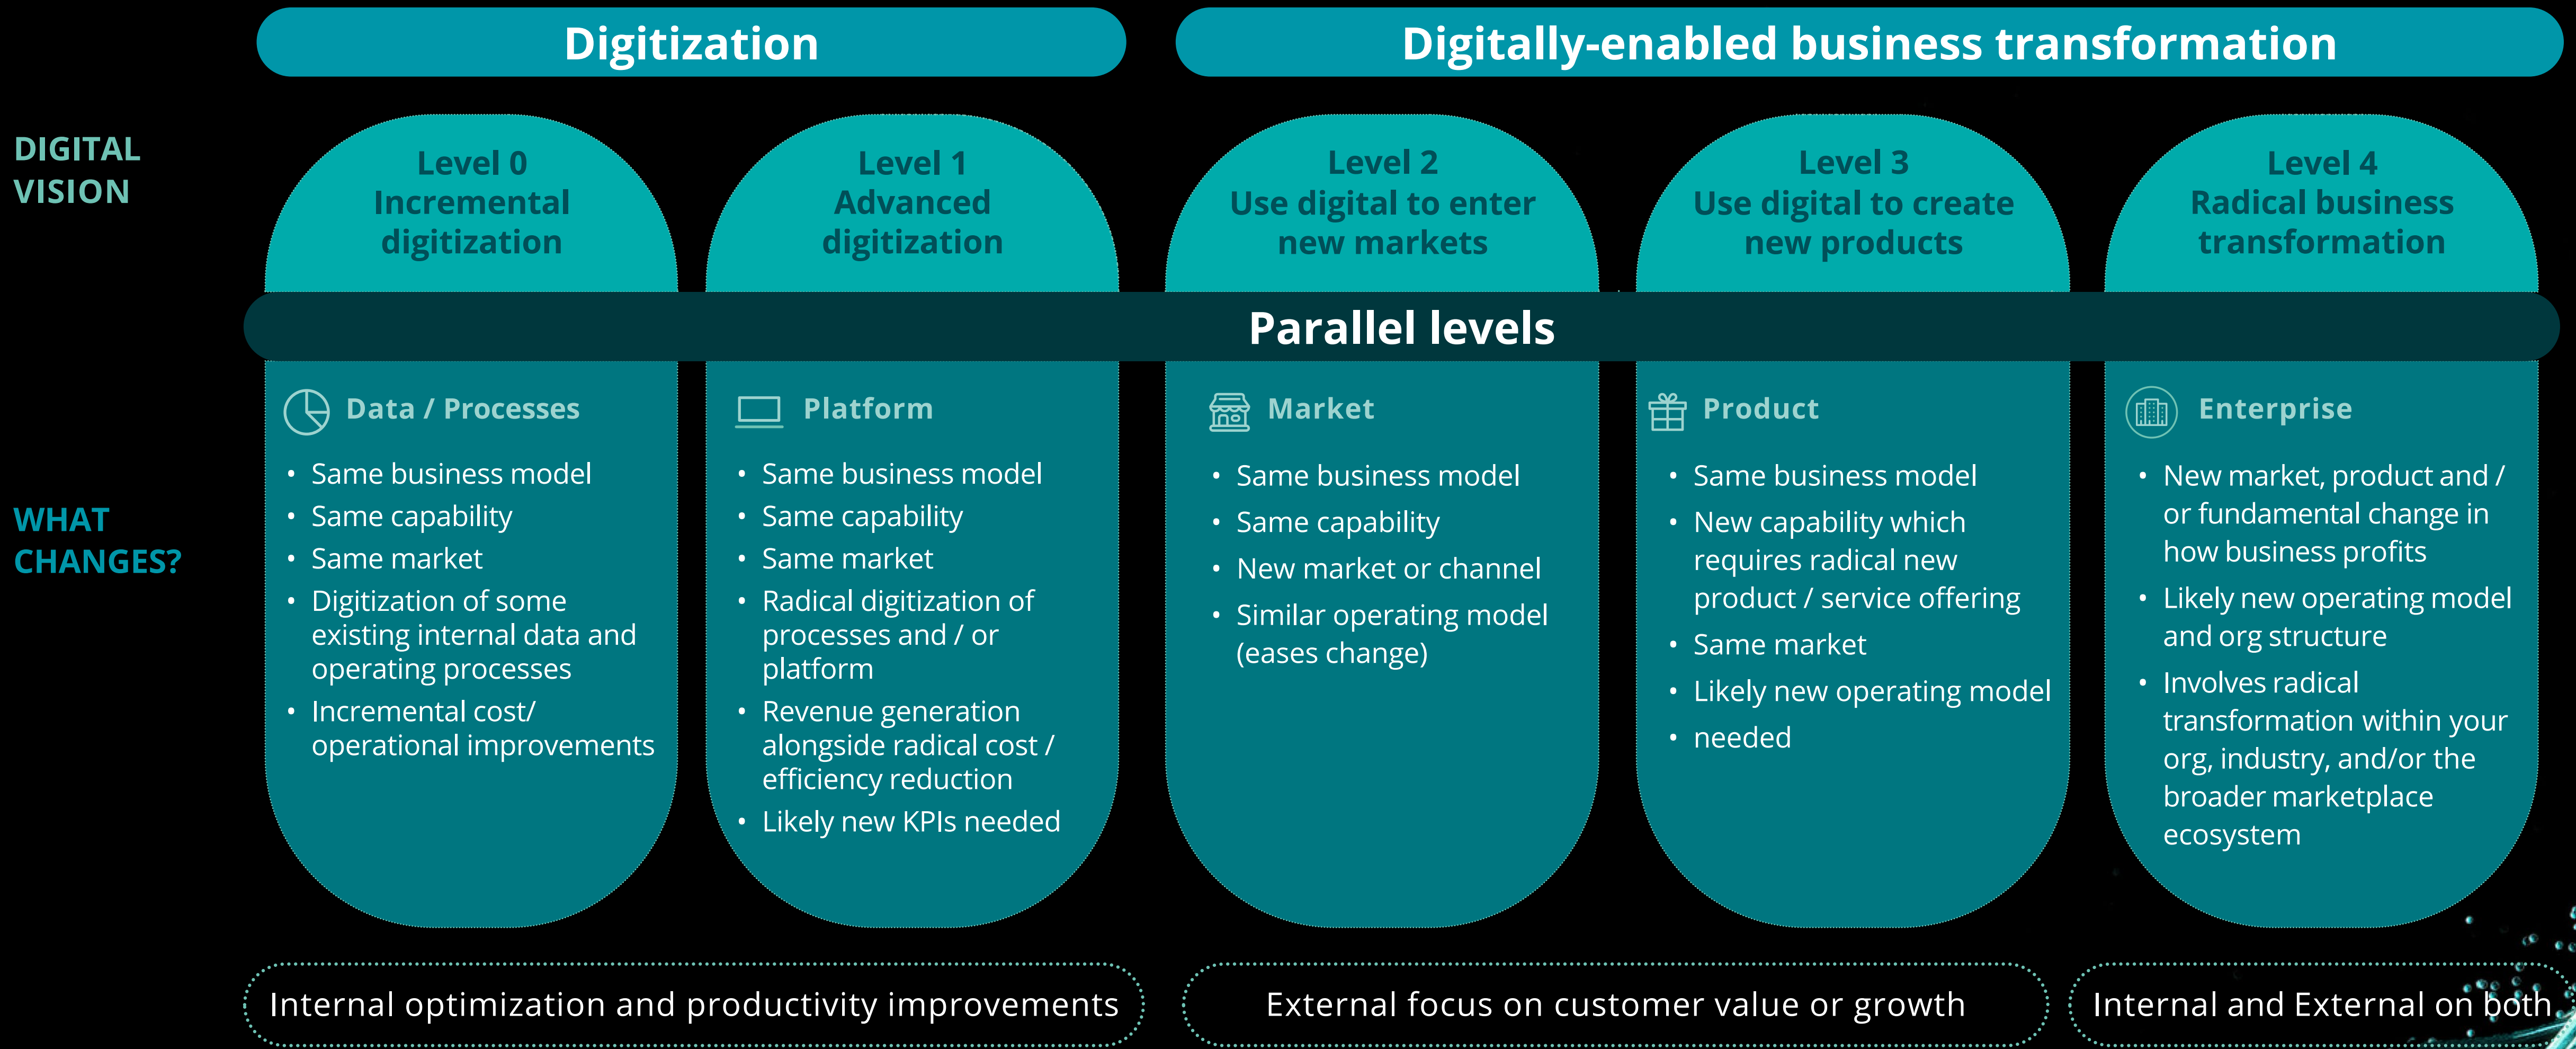 Digitization
Digitally-enabled business transformation
DIGITAL
VISION
Level 0
Incremental
digitization
Level 1
Advanced
digitization
Level 2
Use digital to enter
new markets
Level 3
Use digital to create
new products
Level 4
Radical business
transformation
Parallel levels
WHAT
CHANGES?
Data / Processes
• Same business model
• Same capability
• Same market
• Digitization of some
existing internal data and
operating processes
• Incremental cost/
operational improvements
Platform
• Same business model
• Same capability
• Same market
• Radical digitization of
processes and / or
platform
• Revenue generation
alongside radical cost /
efficiency reduction
• Likely new KPIs needed
Market
• Same business model
• Same capability
• New market or channel
• Similar operating model
(eases change)
Product
• Same business model
• New capability which
requires radical new
product / service offering
• Same market
• Likely new operating model
• needed
Enterprise
• New market, product and /
or fundamental change in
how business profits
• Likely new operating model
and org structure
• Involves radical
transformation within your
org, industry, and/or the
broader marketplace
ecosystem
Internal optimization and productivity improvements
External focus on customer value or growth
Internal and External on both